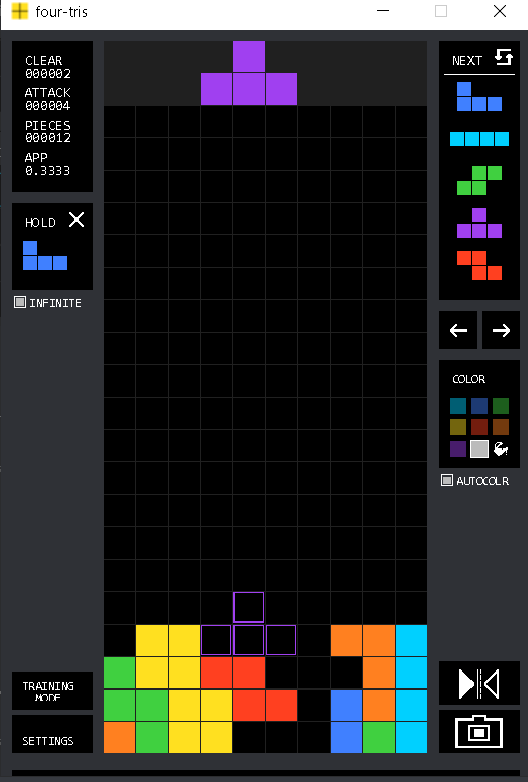 four-tris
CLEAR
000002
ATTACK
000004
PIECES
000012
APP
0.3333
HOLD
INFINITE
NEXT
COLOR
AUTOCOLR
TRAINING
MODE
SETTINGS